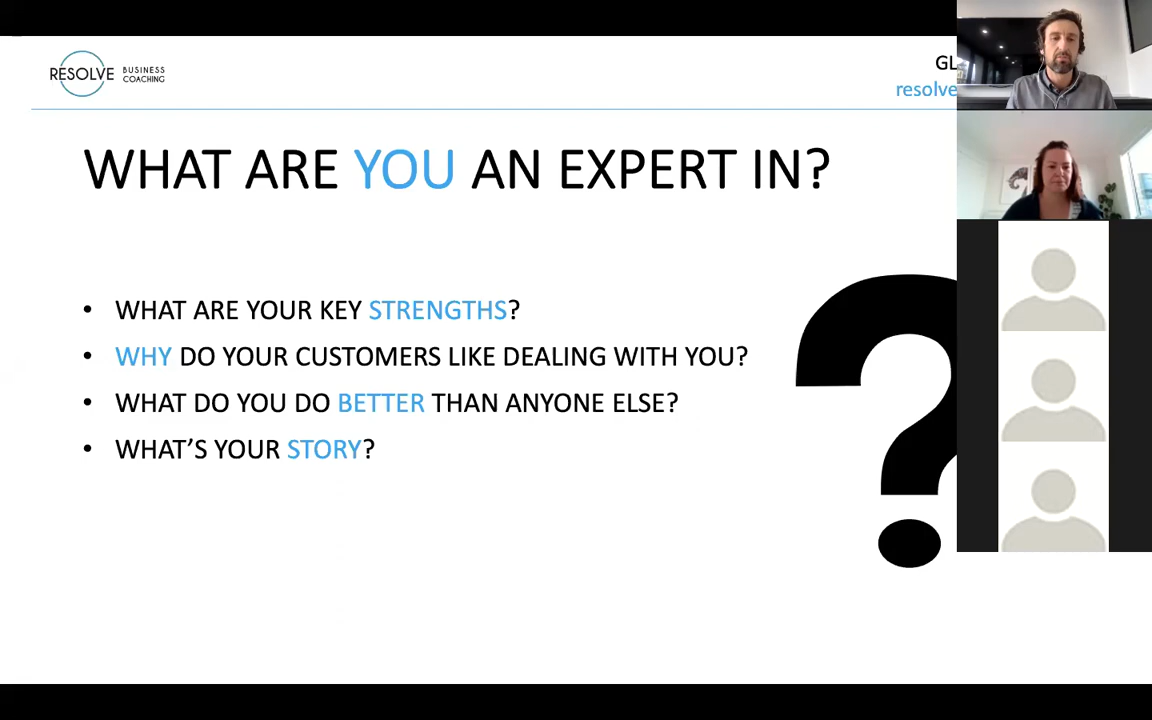 RESOLVE BUSINESS COACHING
GL
resolve
WHAT ARE YOU AN EXPERT IN?
• WHAT ARE YOUR KEY STRENGTHS?
• WHY DO YOUR CUSTOMERS LIKE DEALING WITH YOU?
• WHAT DO YOU DO BETTER THAN ANYONE ELSE?
• WHAT’S YOUR STORY?
?